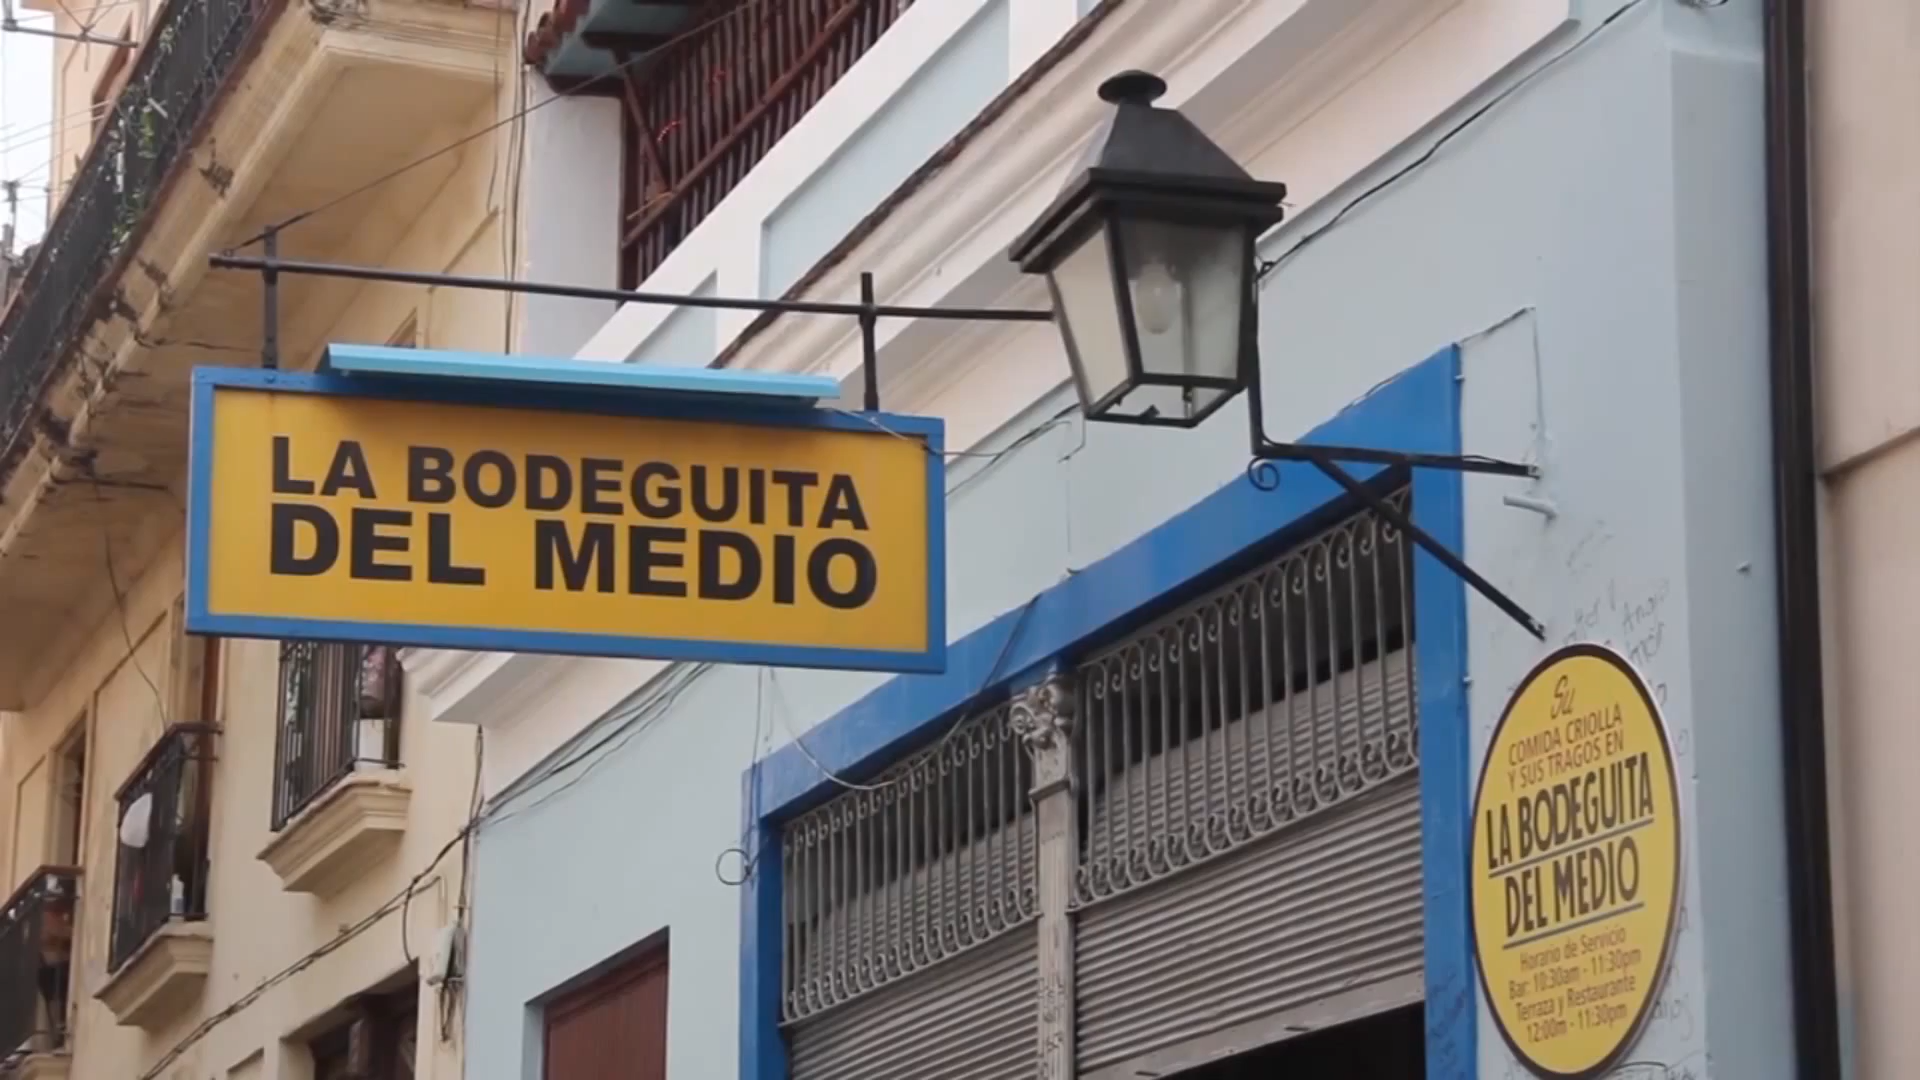 LA BODEGUITA
DEL MEDIO
Su
COMIDA CRIOLLA
Y SUS TRAGOS EN
LA BODEGUITA
DEL MEDIO
Horario de Servicio
Bar: 10:30am - 11:30pm
Terraza y Restaurante
12:00m - 11:30pm